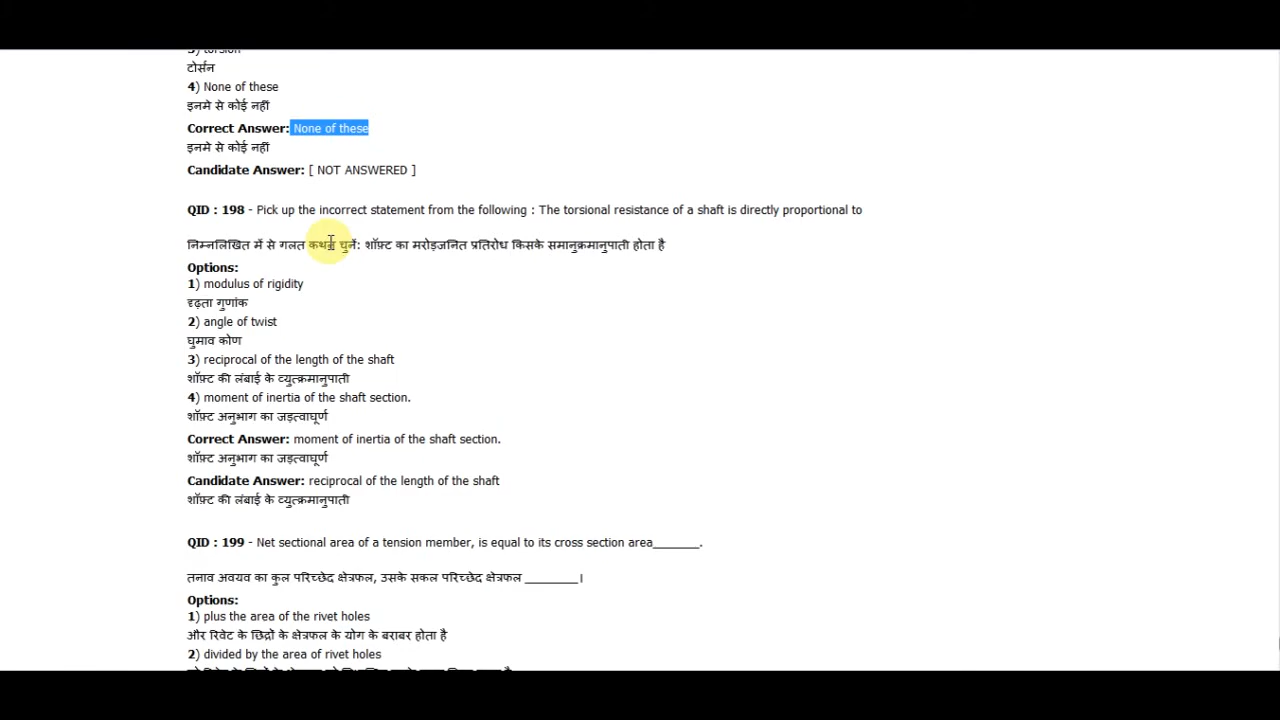 3) torsion
टोर्सन
4) None of these
इनमे से कोई नहीं
Correct Answer: None of these
इनमे से कोई नहीं
Candidate Answer: [ NOT ANSWERED ]
QID : 198 - Pick up the incorrect statement from the following : The torsional resistance of a shaft is directly proportional to
निम्नलिखित में से गलत कथन चुनें: शॉफ़्ट का मरोड़जनित प्रतिरोध किसके समानुक्रमानुपाती होता है
Options:
1) modulus of rigidity
दृढ़ता गुणांक
2) angle of twist
घुमाव कोण
3) reciprocal of the length of the shaft
शॉफ़्ट की लंबाई के व्युत्क्रमानुपाती
4) moment of inertia of the shaft section.
शॉफ़्ट अनुभाग का जड़त्वाघूर्ण
Correct Answer: moment of inertia of the shaft section.
शॉफ़्ट अनुभाग का जड़त्वाघूर्ण
Candidate Answer: reciprocal of the length of the shaft
शॉफ़्ट की लंबाई के व्युत्क्रमानुपाती
QID : 199 - Net sectional area of a tension member, is equal to its cross section area_______.
तनाव अवयव का कुल परिच्छेद क्षेत्रफल, उसके सकल परिच्छेद क्षेत्रफल ________।
Options:
1) plus the area of the rivet holes
और रिवेट के छिद्रों के क्षेत्रफल के योग के बराबर होता है
2) divided by the area of rivet holes